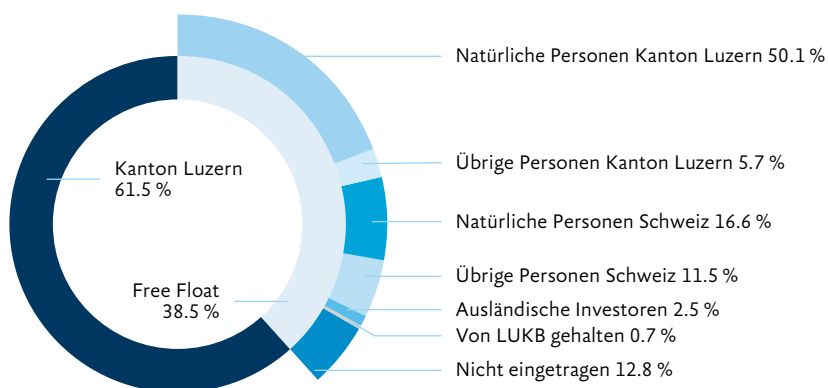 Natürliche Personen Kanton Luzern 50.1 %
Übrige Personen Kanton Luzern 5.7 %
Kanton Luzern
61.5 %
Natürliche Personen Schweiz 16.6 %
Übrige Personen Schweiz 11.5 %
Free Float
38.5 %
Ausländische Investoren 2.5 %
Von LUKB gehalten 0.7 %
Nicht eingetragen 12.8 %